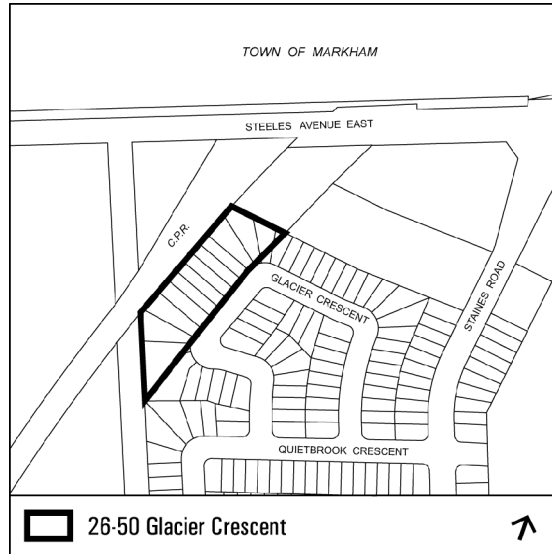 TOWN OF MARKHAM
STEELES AVENUE EAST
C.P.R.
GLACIER CRESCENT
STAINES ROAD
QUIETBROOK CRESCENT
26-50 Glacier Crescent